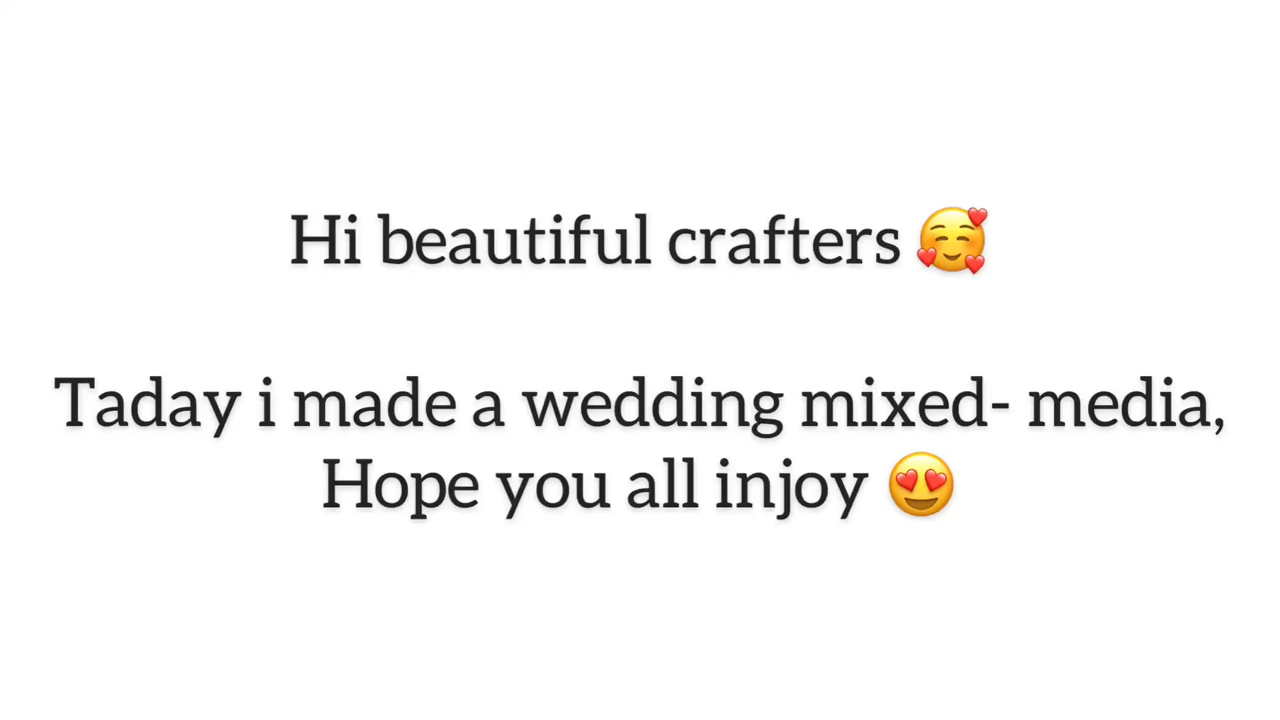 Hi beautiful crafters 🥰
Taday i made a wedding mixed- media,
Hope you all injoy 😍